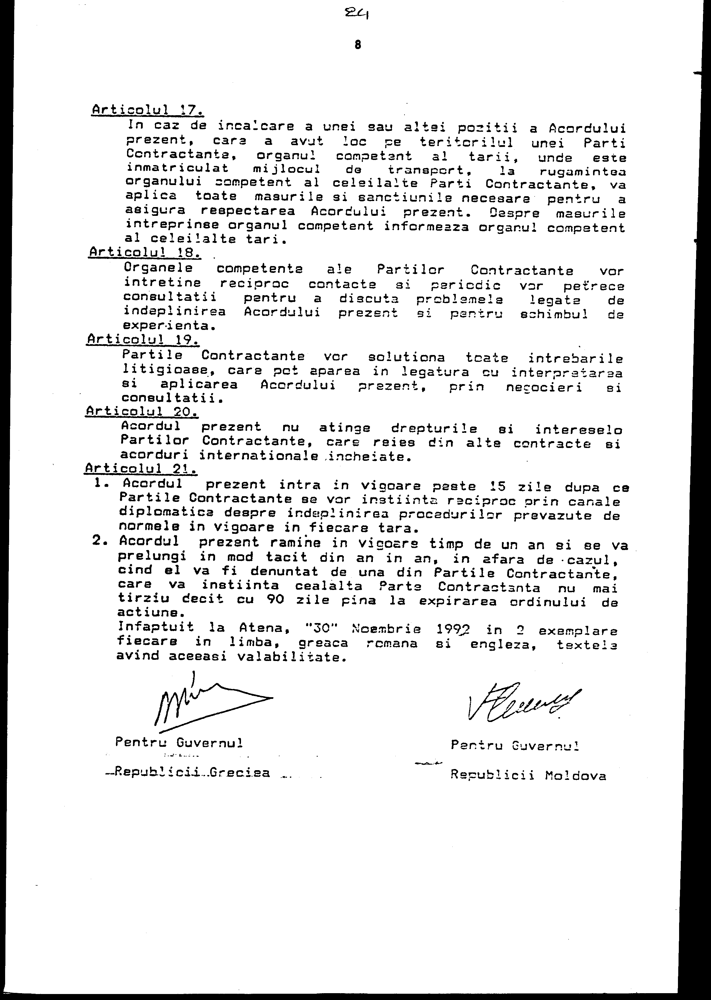 24
8
Articolul 17.
In caz de incalcare a unei sau altei pozitii a Acordului
prezent, care a avut loc pe teritorilul unei Parti
Contractante, organul competent al tarii, unde este
inmatriculat mijlocul de transport, la rugamintea
organului competent al celeilalte Parti Contractante, va
aplica toate masurile si sanctiunile necesare pentru a
asigura respectarea Acordului prezent. Despre masurile
intreprinse organul competent informeaza organul competent
al celeilalte tari.
Articolul 18.
Organele competente ale Partilor Contractante vor
intretine reciproc contacte si periodic vor petrece
consultatii pentru a discuta problemele legate de
indeplinirea Acordului prezent si pentru schimbul de
experienta.
Articolul 19.
Partile Contractante vor solutiona toate intrebarile
litigioase, care pot aparea in legatura cu interpretarea
si aplicarea Acordului prezent, prin negocieri si
consultatii.
Articolul 20.
Acordul prezent nu atinge drepturile si intereselo
Partilor Contractante, care reies din alte contracte si
acorduri internationale incheiate.
Articolul 21.
1. Acordul prezent intra in vigoare peste 15 zile dupa ce
Partile Contractante se vor instiinta reciproc prin canale
diplomatica despre indeplinirea procedurilor prevazute de
normele in vigoare in fiecare tara.
2. Acordul prezent ramine in vigoare timp de un an si se va
prelungi in mod tacit din an in an, in afara de cazul,
cind el va fi denuntat de una din Partile Contractante,
care va instiinta cealalta Parte Contractanta nu mai
tirziu decit cu 90 zile pina la expirarea ordinului de
actiune.
Infaptuit la Atena, "30" Noembrie 1992 in 2 exemplare
fiecare in limba, greaca romana si engleza, textele
avind aceeasi valabilitate.
Pentru Guvernul
Pentru Guvernul
Republicii Greciea
Republicii Moldova